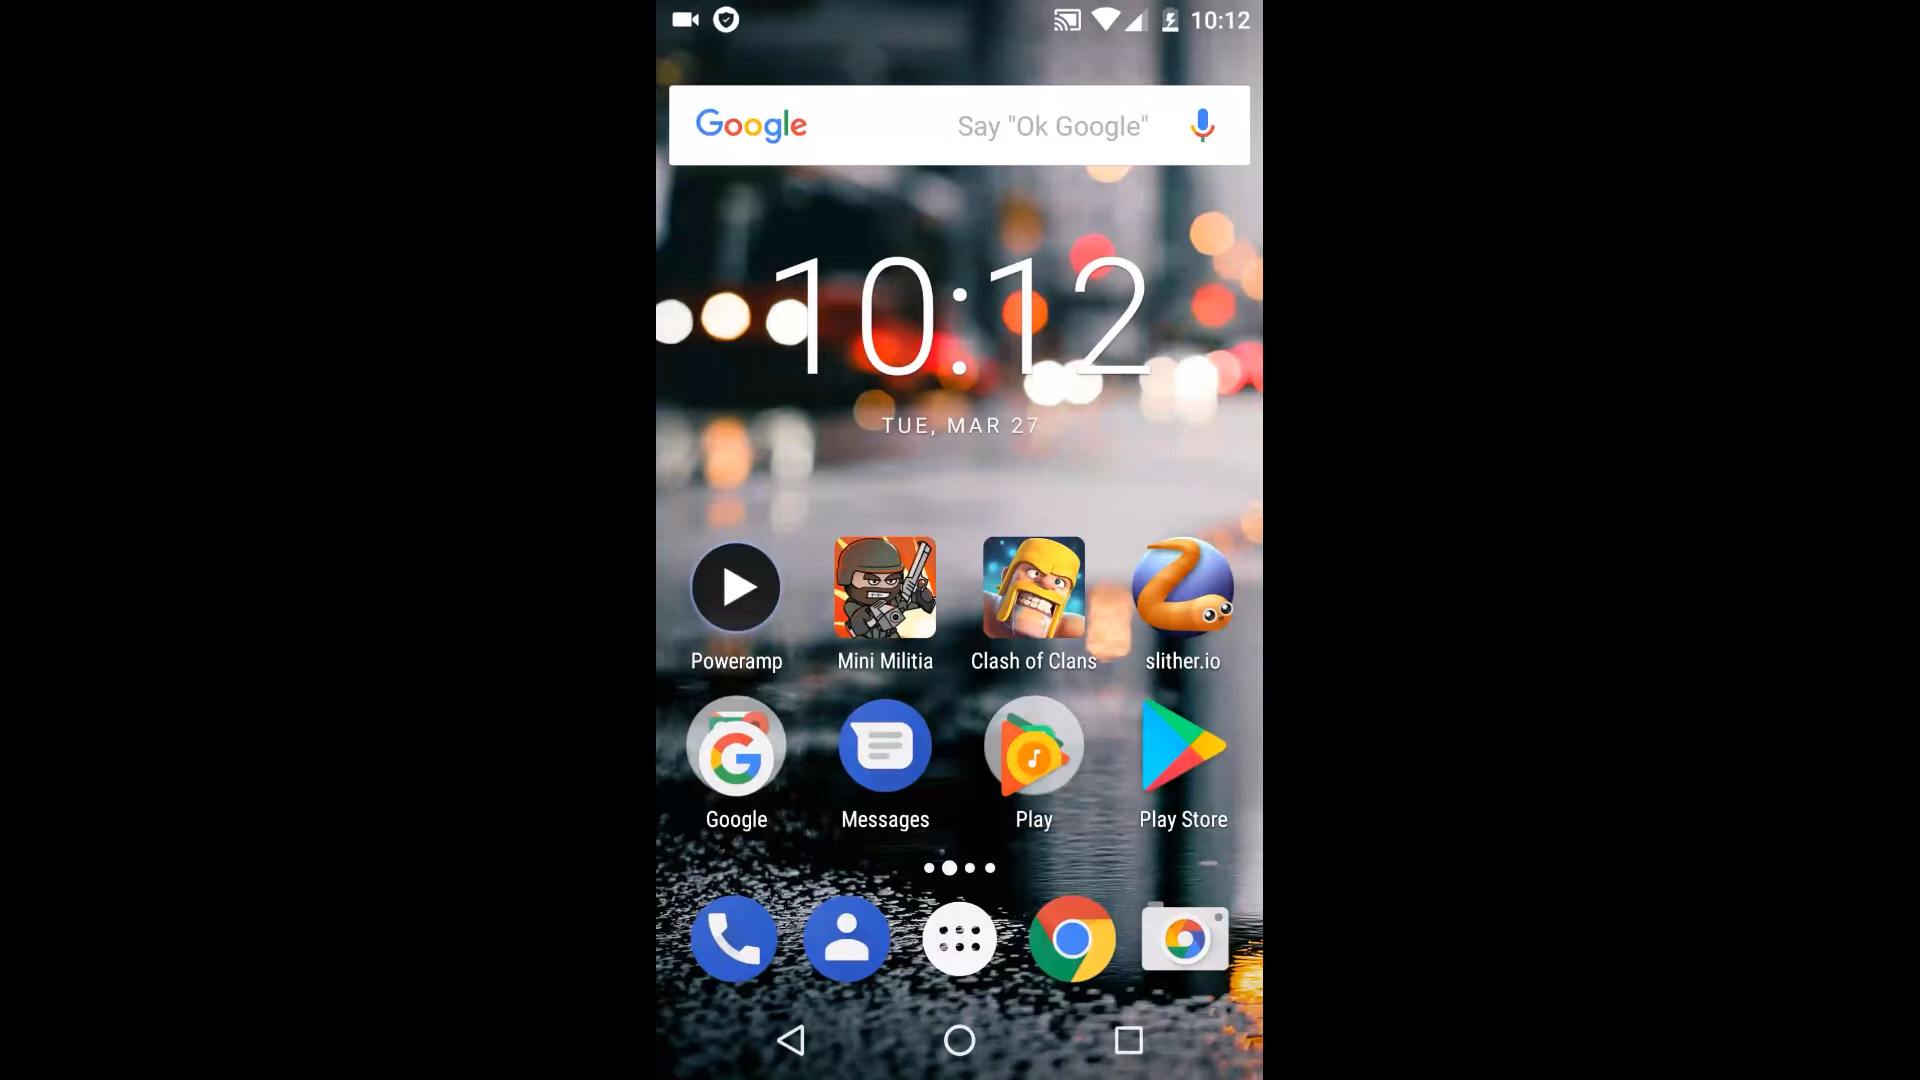 10:12
Google Say "Ok Google"
10:12
TUE, MAR 27
Poweramp Mini Militia Clash of Clans slither.io
Google Messages Play Play Store